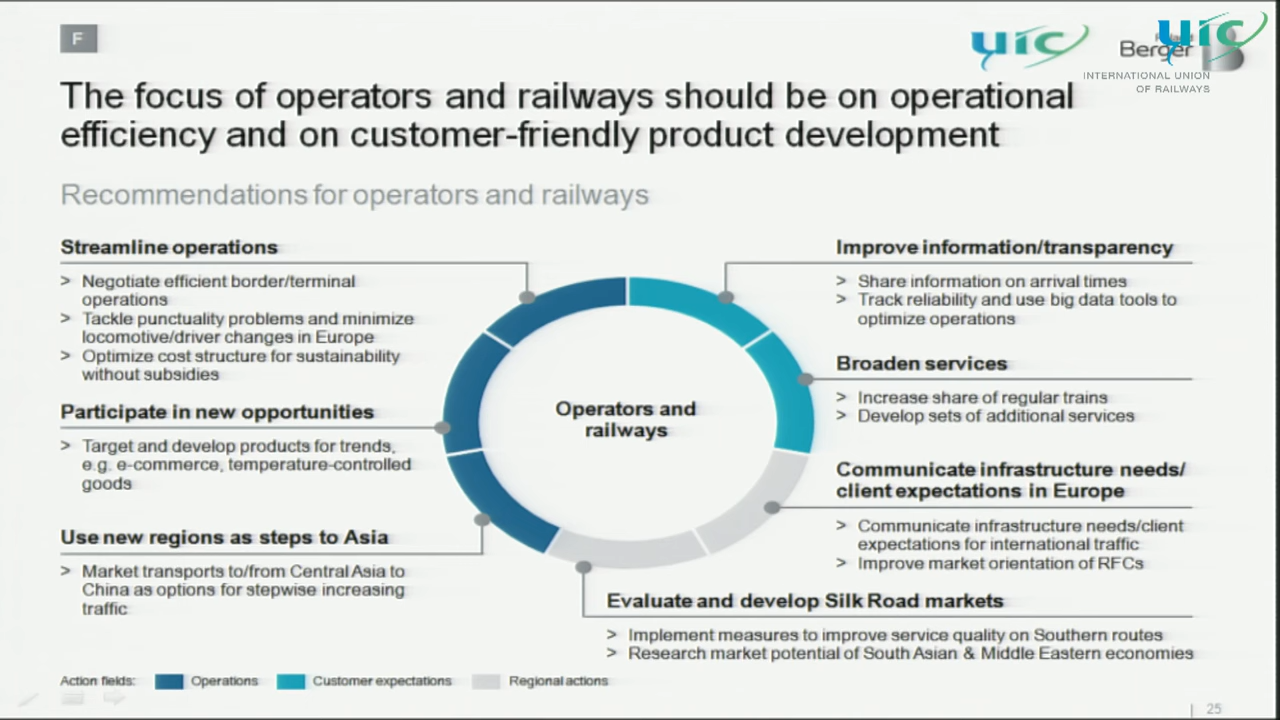 F
uic
Berger
B
uic
INTERNATIONAL UNION
OF RAILWAYS
The focus of operators and railways should be on operational
efficiency and on customer-friendly product development
Recommendations for operators and railways
Streamline operations
> Negotiate efficient border/terminal
operations
> Tackle punctuality problems and minimize
locomotive/driver changes in Europe
> Optimize cost structure for sustainability
without subsidies
Participate in new opportunities
> Target and develop products for trends,
e.g. e-commerce, temperature-controlled
goods
Use new regions as steps to Asia
> Market transports to/from Central Asia to
China as options for stepwise increasing
traffic
Operators and
railways
Improve information/transparency
> Share information on arrival times
> Track reliability and use big data tools to
optimize operations
Broaden services
> Increase share of regular trains
> Develop sets of additional services
Communicate infrastructure needs/
client expectations in Europe
> Communicate infrastructure needs/client
expectations for international traffic
> Improve market orientation of RFCs
Evaluate and develop Silk Road markets
> Implement measures to improve service quality on Southern routes
> Research market potential of South Asian & Middle Eastern economies
Action fields: Operations Customer expectations Regional actions
25